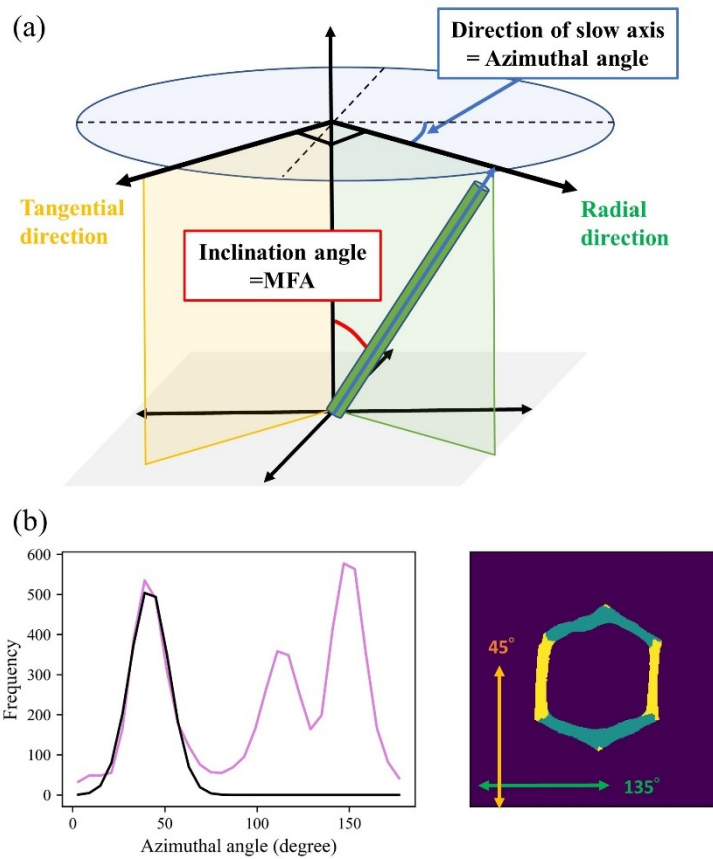 (a)
Direction of slow axis
= Azimuthal angle
Tangential
direction
Radial
direction
Inclination angle
=MFA
(b)
600
500
400
300
200
100
0
Frequency
0
50
100
150
Azimuthal angle (degree)
45°
135°